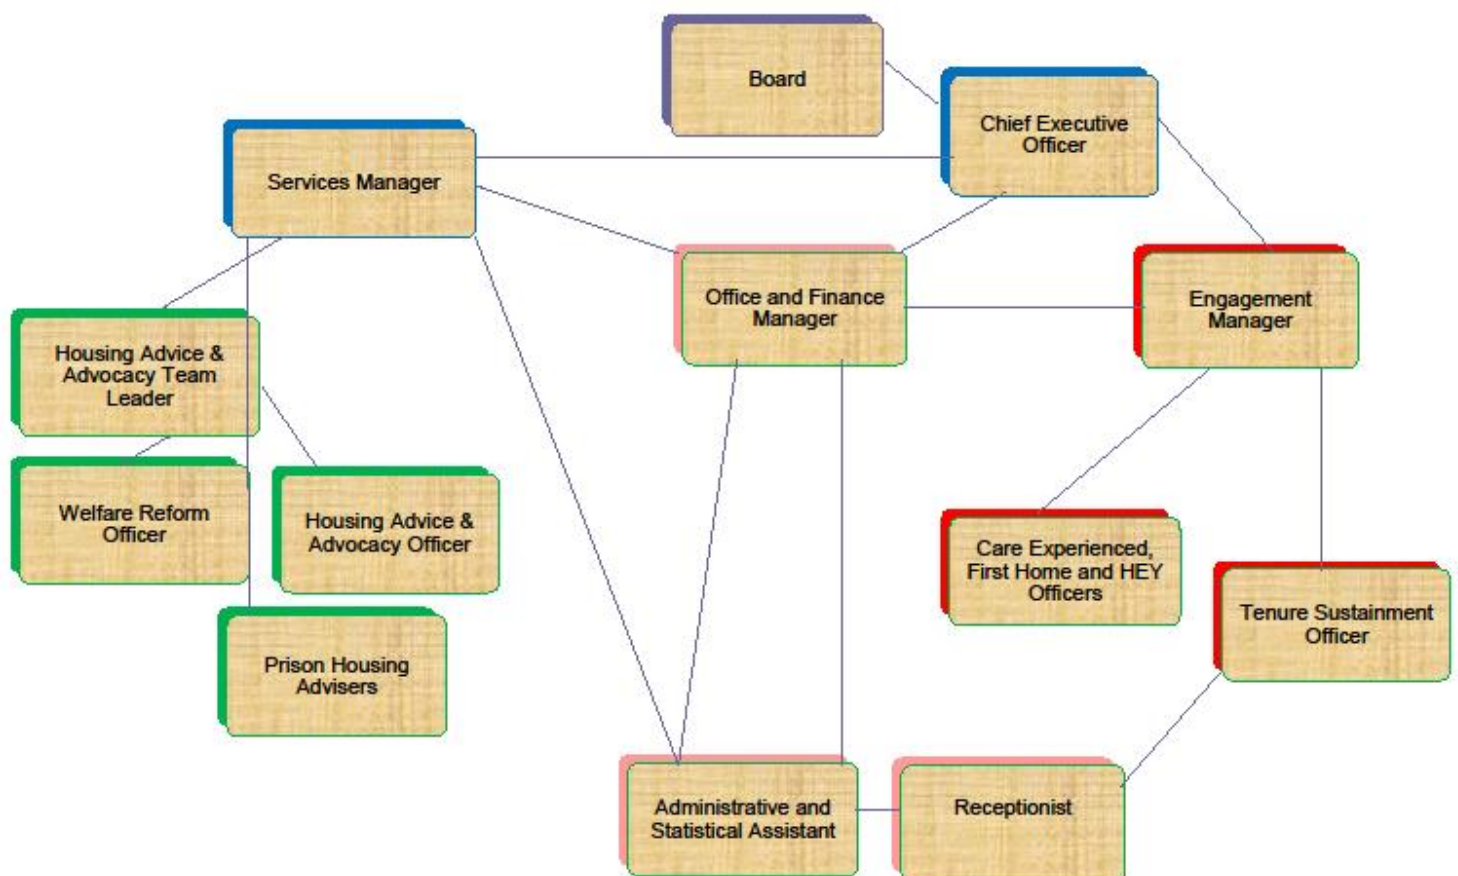 Board
Chief Executive
Officer
Services Manager
Office and Finance
Manager
Engagement
Manager
Housing Advice &
Advocacy Team
Leader
Welfare Reform
Officer
Housing Advice &
Advocacy Officer
Care Experienced,
First Home and HEY
Officers
Tenure Sustainment
Officer
Prison Housing
Advisers
Administrative and
Statistical Assistant
Receptionist